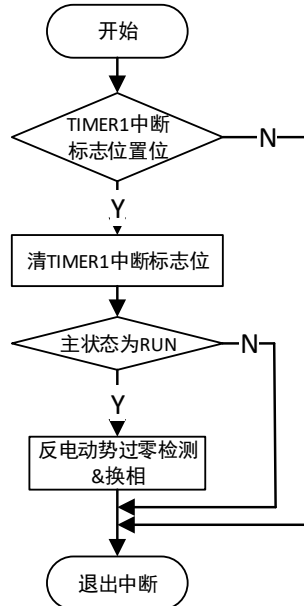 开始
TIMER1中断
标志位置位
N
Y
清TIMER1中断标志位
主状态为RUN
N
Y
反电动势过零检测
&换相
退出中断